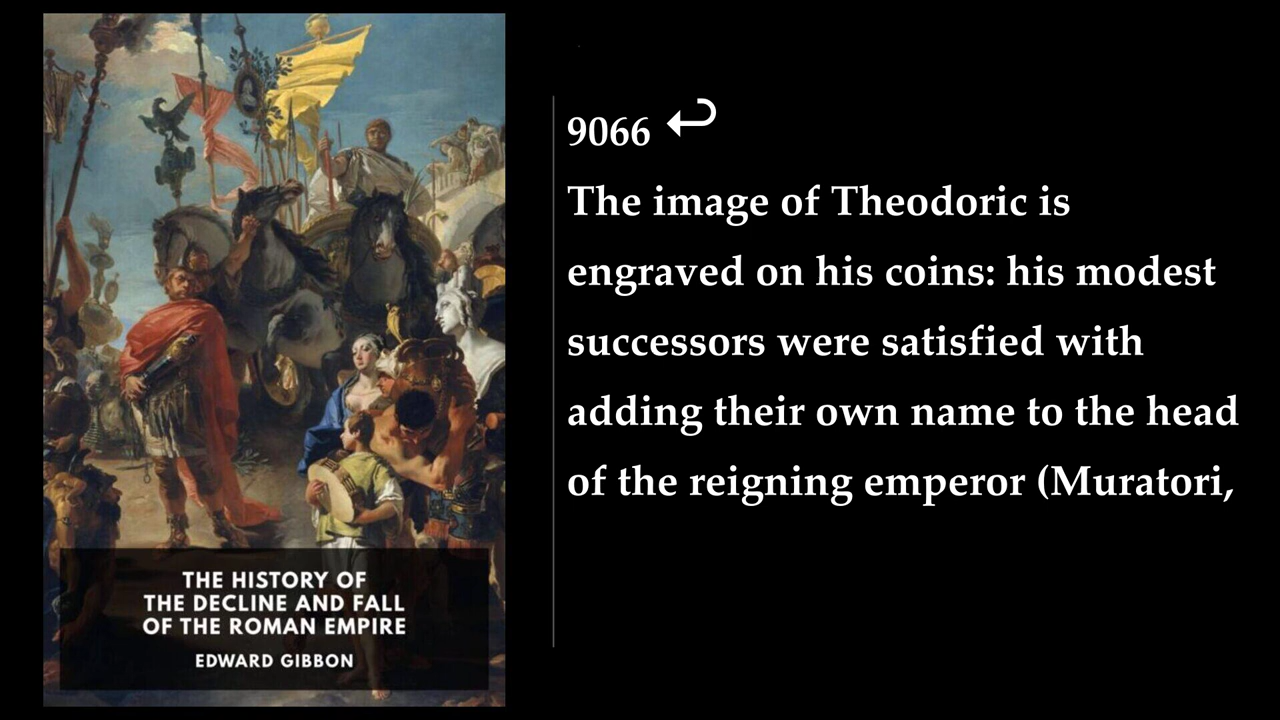 THE HISTORY OF
THE DECLINE AND FALL
OF THE ROMAN EMPIRE
EDWARD GIBBON
9066 ↩
The image of Theodoric is
engraved on his coins: his modest
successors were satisfied with
adding their own name to the head
of the reigning emperor (Muratori,